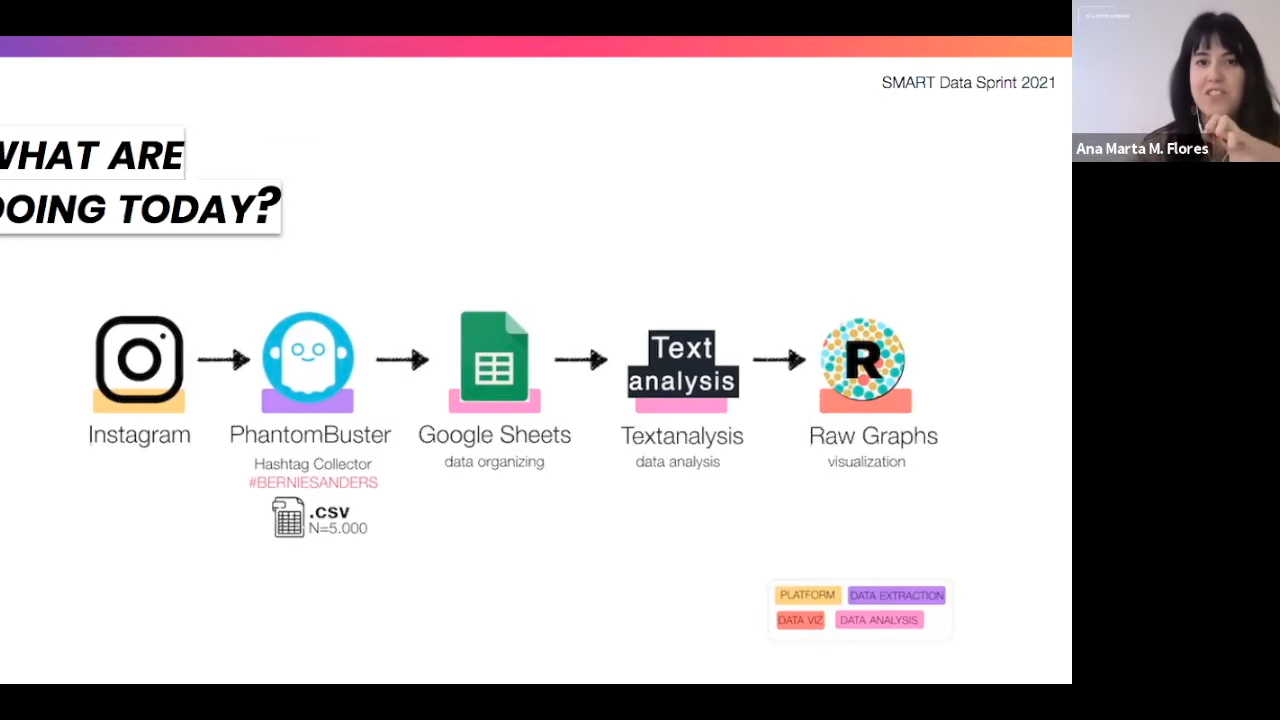 SMART Data Sprint 2021
WHAT ARE
DOING TODAY?
Ana Marta M. Flores
Text
analysis
R
Instagram
PhantomBuster
Google Sheets
Textanalysis
Raw Graphs
Hashtag Collector
data organizing
data analysis
visualization
#BERNIESANDERS
.CSV
N=5.000
PLATFORM
DATA EXTRACTION
DATA VIZ
DATA ANALYSIS